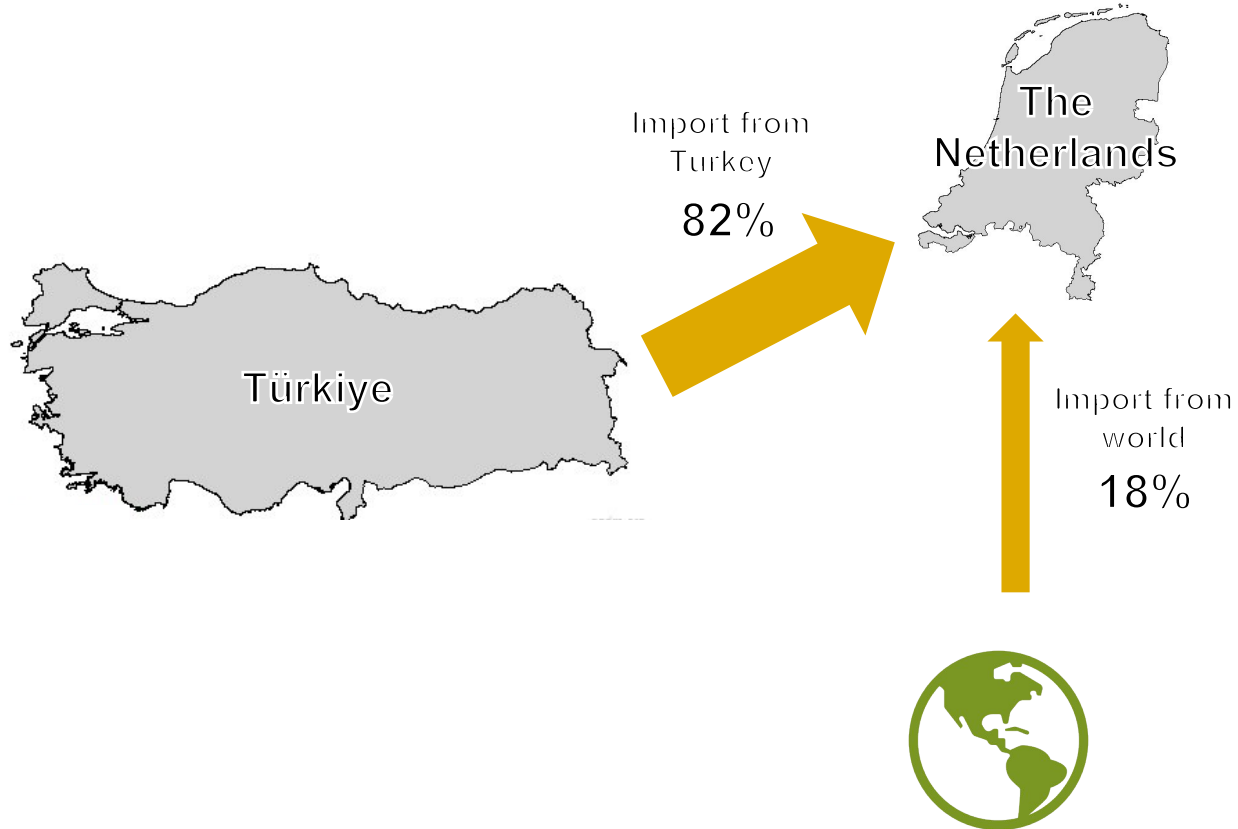 The
Netherlands
Import from
Turkey
82%
Türkiye
Import from
world
18%